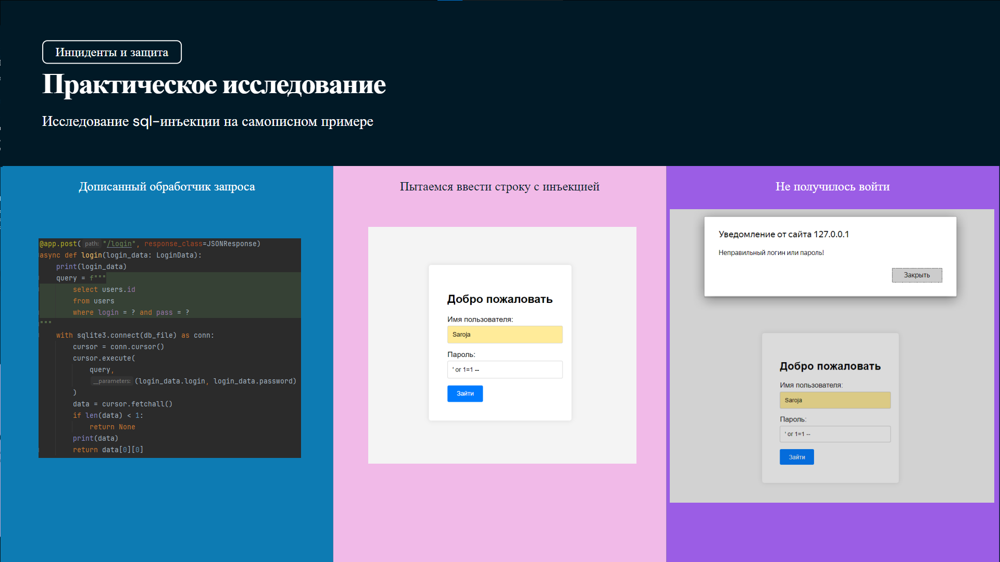 Инциденты и защита
Практическое исследование
Исследование sql-инъекции на самописном примере
Дописанный обработчик запроса
@app.post( path: "/login", response_class=JSONResponse)
async def login(login_data: LoginData):
print(login_data)
query = f"""
select users.id
from users
where login = ? and pass = ?
"""
with sqlite3.connect(db_file) as conn:
cursor = conn.cursor()
cursor.execute(
query,
__parameters: (login_data.login, login_data.password)
)
data = cursor.fetchall()
if len(data) < 1:
return None
print(data)
return data[0][0]
Пытаемся ввести строку с инъекцией
Добро пожаловать
Имя пользователя:
Saroja
Пароль:
' or 1=1 --
Зайти
Не получилось войти
Уведомление от сайта 127.0.0.1
Неправильный логин или пароль!
Закрыть
Добро пожаловать
Имя пользователя:
Saroja
Пароль:
' or 1=1 --
Зайти